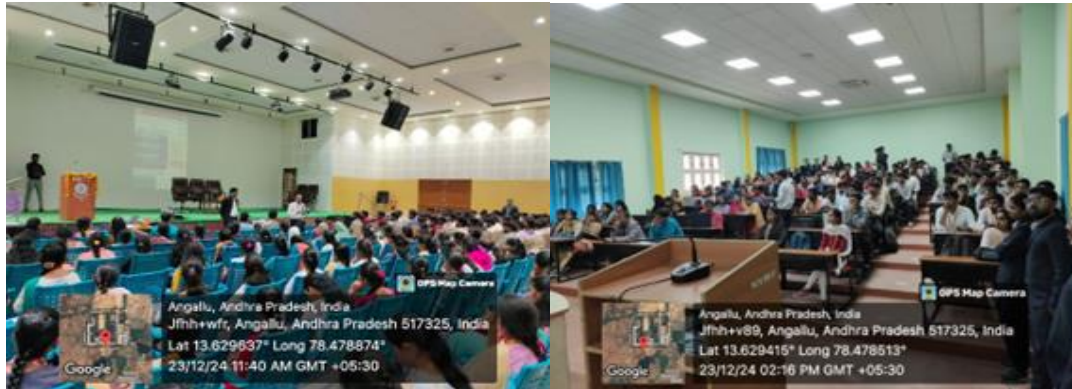 GPS Map Camera
Angallu, Andhra Pradesh, India
Jfhh+wfr, Angallu, Andhra Pradesh 517325, India
Lat 13.629637° Long 78.478874°
23/12/24 11:40 AM GMT +05:30
Google
GPS Map Camera
Angallu, Andhra Pradesh, India
Jfhh+v89, Angallu, Andhra Pradesh 517325, India
Lat 13.629415° Long 78.478513°
23/12/24 02:16 PM GMT +05:30
Google